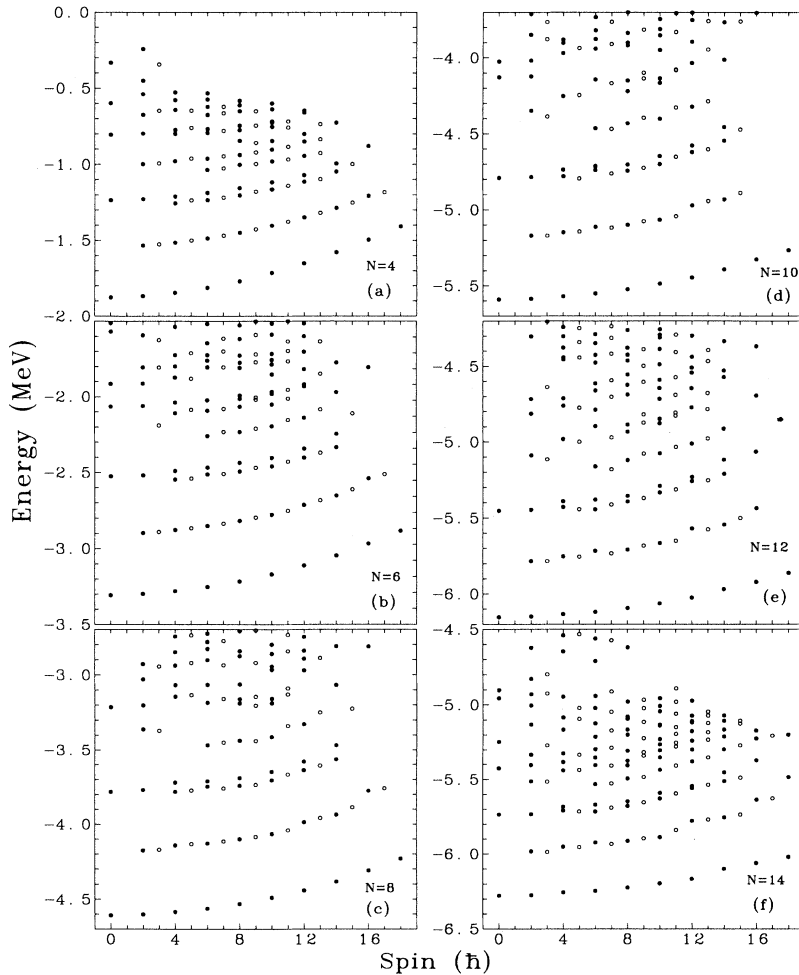 0.0
-0.5
-1.0
-1.5
-2.0
N=4
(a)
-2.0
-2.5
-3.0
-3.5
N=6
(b)
-3.0
-3.5
-4.0
-4.5
N=8
(c)
0 4 8 12 16
-4.0
-4.5
-5.0
-5.5
N=10
(d)
-4.5
-5.0
-5.5
-6.0
N=12
(e)
-4.5
-5.0
-5.5
-6.0
-6.5
N=14
(f)
0 4 8 12 16
Energy (MeV)
Spin (ħ)